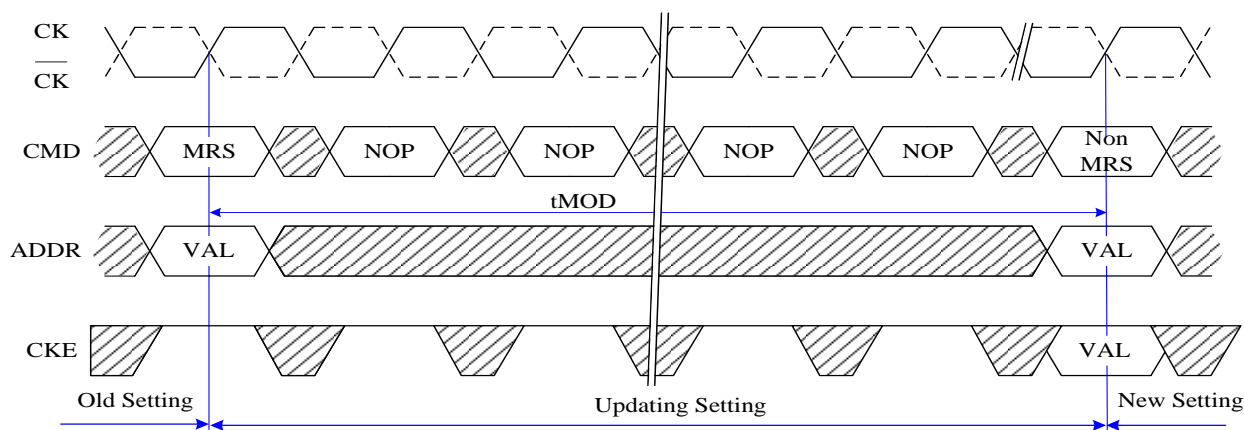 CK
CK
CMD MRS NOP NOP NOP NOP Non MRS
tMOD
ADDR VAL VAL
CKE VAL
Old Setting Updating Setting New Setting